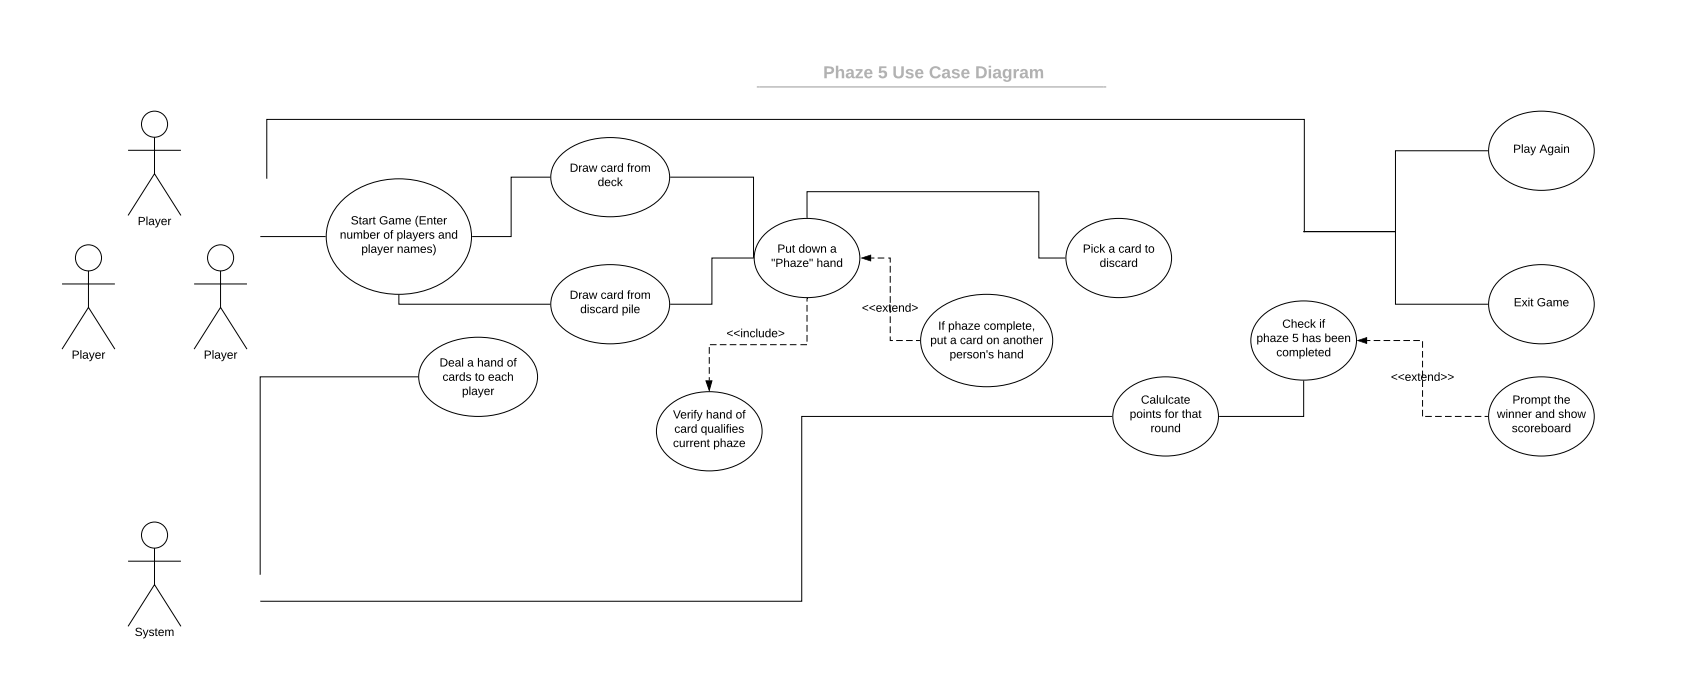 Phaze 5 Use Case Diagram
Player
Player
Player
System
Start Game (Enter
number of players and
player names)
Draw card from
deck
Draw card from
discard pile
Deal a hand of
cards to each
player
Put down a
"Phaze" hand
<<include>
Verify hand of
card qualifies
current phaze
<<extend>
If phaze complete,
put a card on another
person's hand
Pick a card to
discard
Calulcate
points for that
round
Check if
phaze 5 has been
completed
<<extend>>
Prompt the
winner and show
scoreboard
Play Again
Exit Game